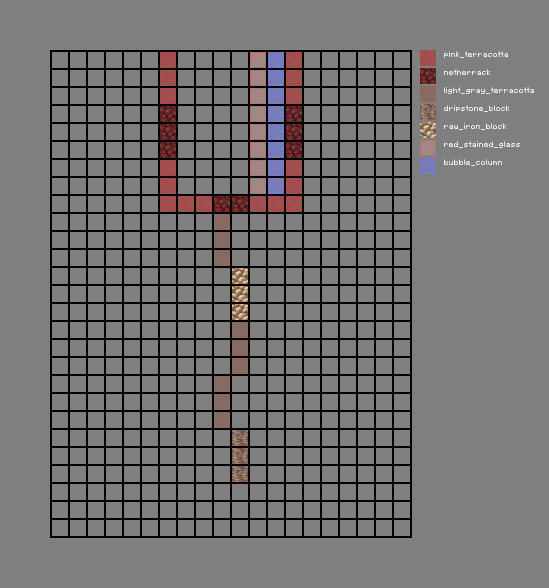 pink_terracotta
netherrack
light_gray_terracotta
dripstone_block
raw_iron_block
red_stained_glass
bubble_column